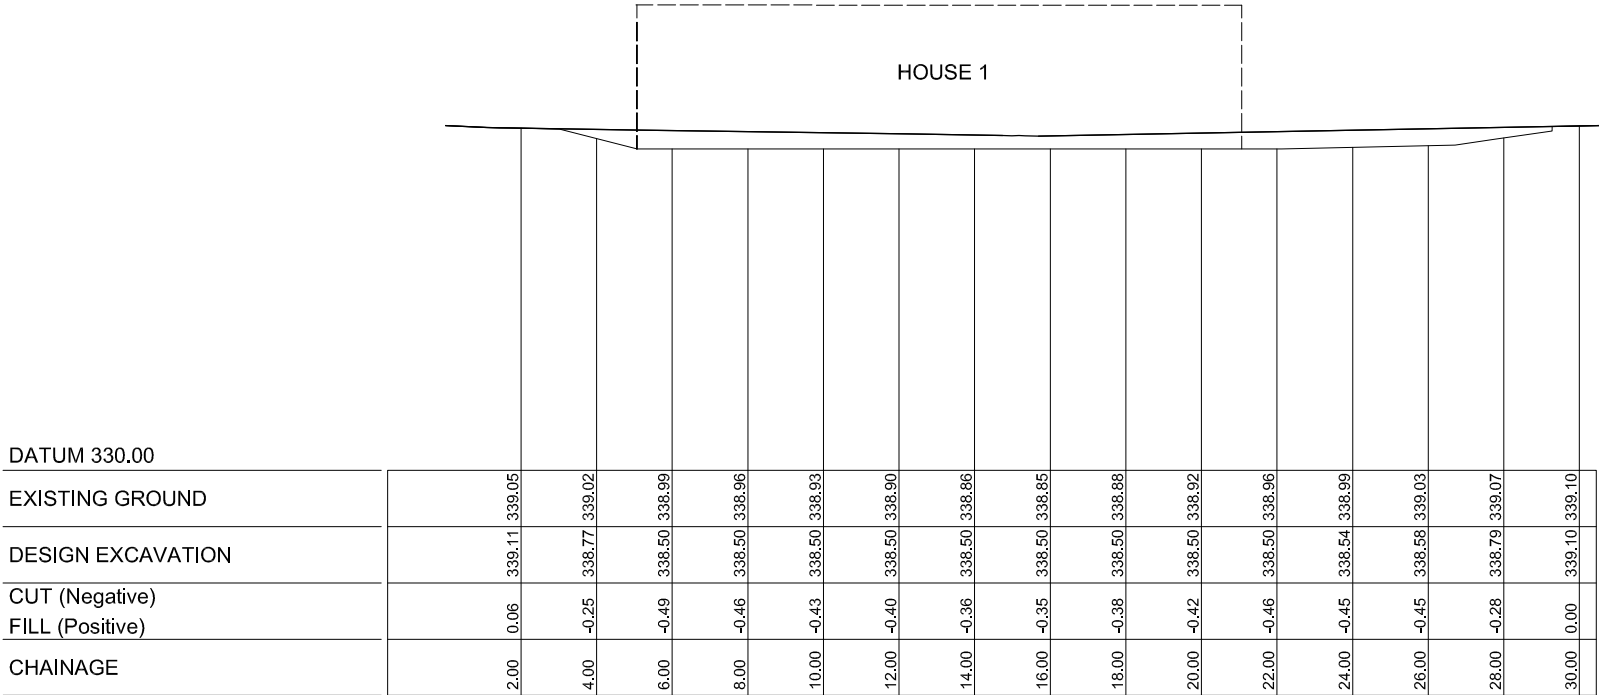 HOUSE 1
DATUM 330.00
EXISTING GROUND 339.05 339.02 338.99 338.96 338.93 338.90 338.86 338.85 338.88 338.92 338.96 338.99 339.03 339.07 339.10
DESIGN EXCAVATION 339.11 338.77 338.50 338.50 338.50 338.50 338.50 338.50 338.50 338.50 338.50 338.54 338.58 338.79 339.10
CUT (Negative)
FILL (Positive) 0.06 -0.25 -0.49 -0.46 -0.43 -0.40 -0.36 -0.35 -0.38 -0.42 -0.46 -0.45 -0.45 -0.28 0.00
CHAINAGE 2.00 4.00 6.00 8.00 10.00 12.00 14.00 16.00 18.00 20.00 22.00 24.00 26.00 28.00 30.00